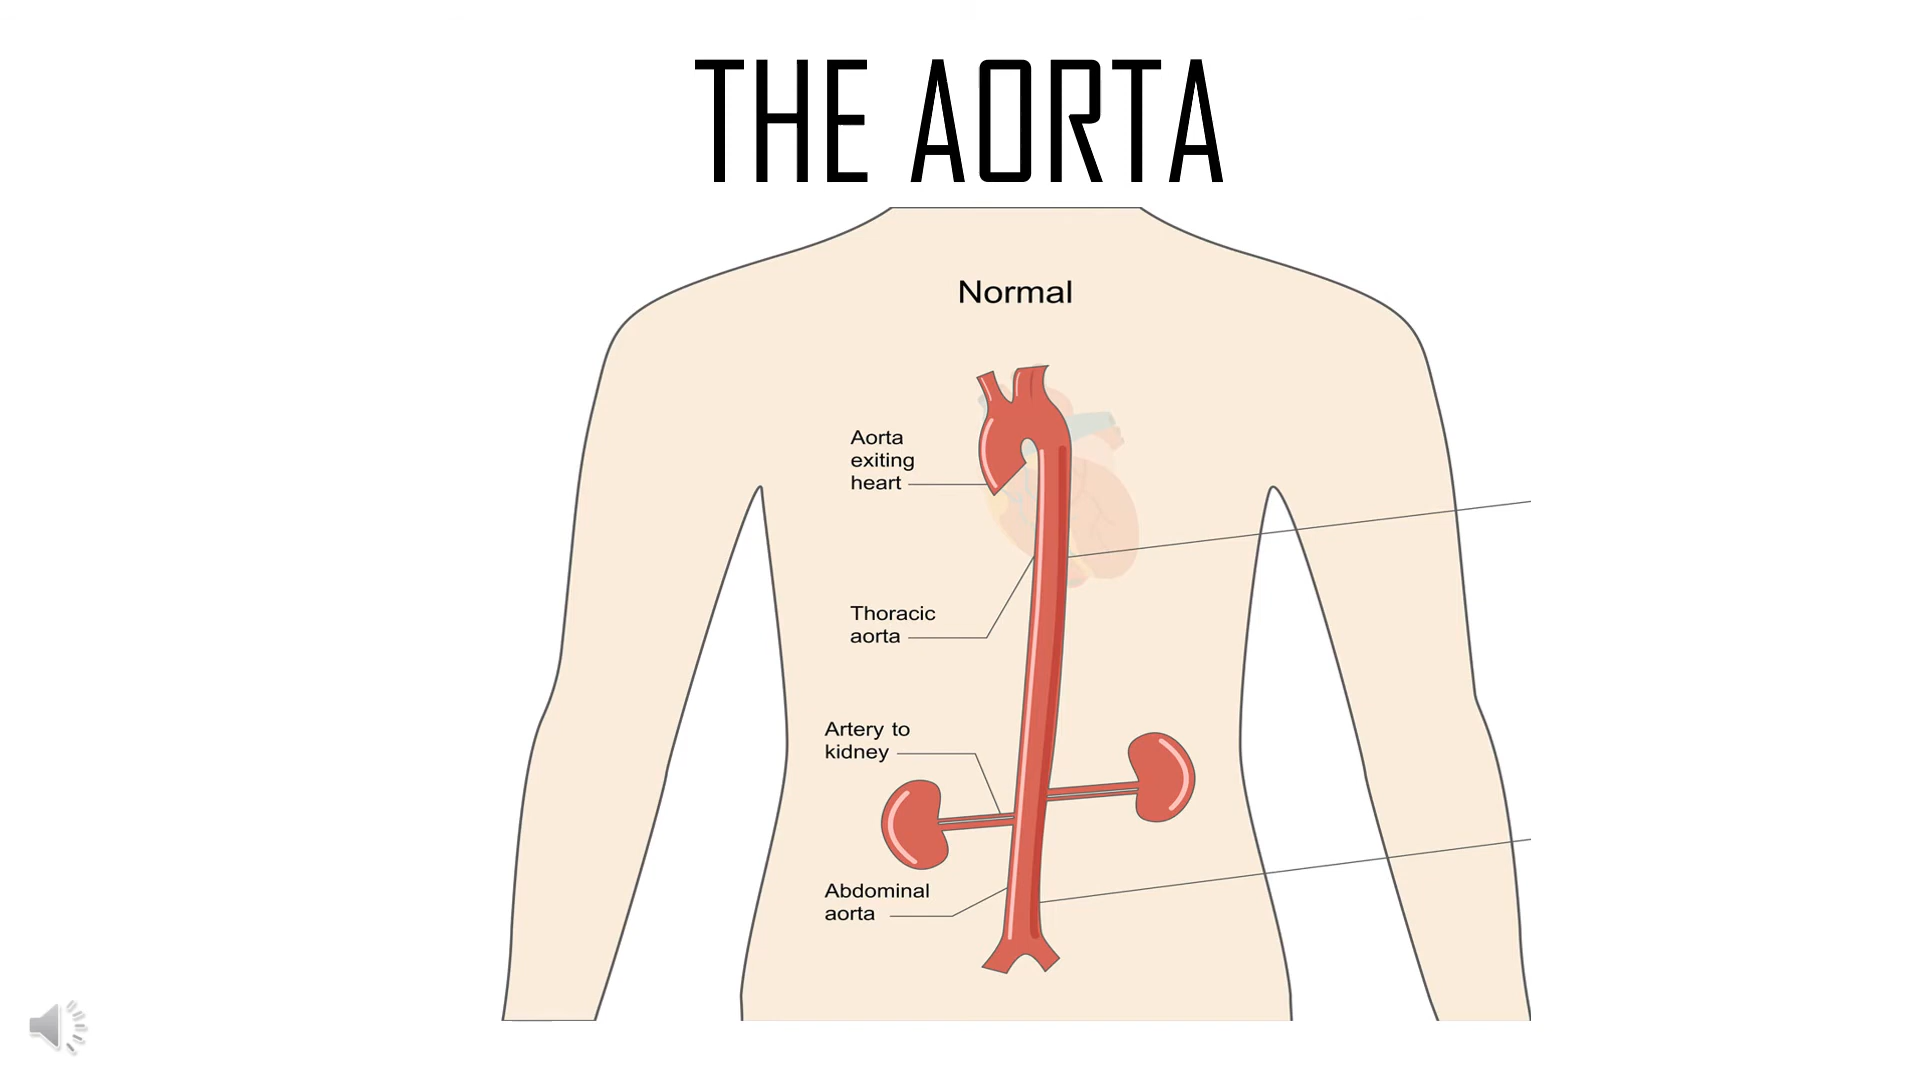 THE AORTA
Normal
Aorta
exiting
heart
Thoracic
aorta
Artery to
kidney
Abdominal
aorta